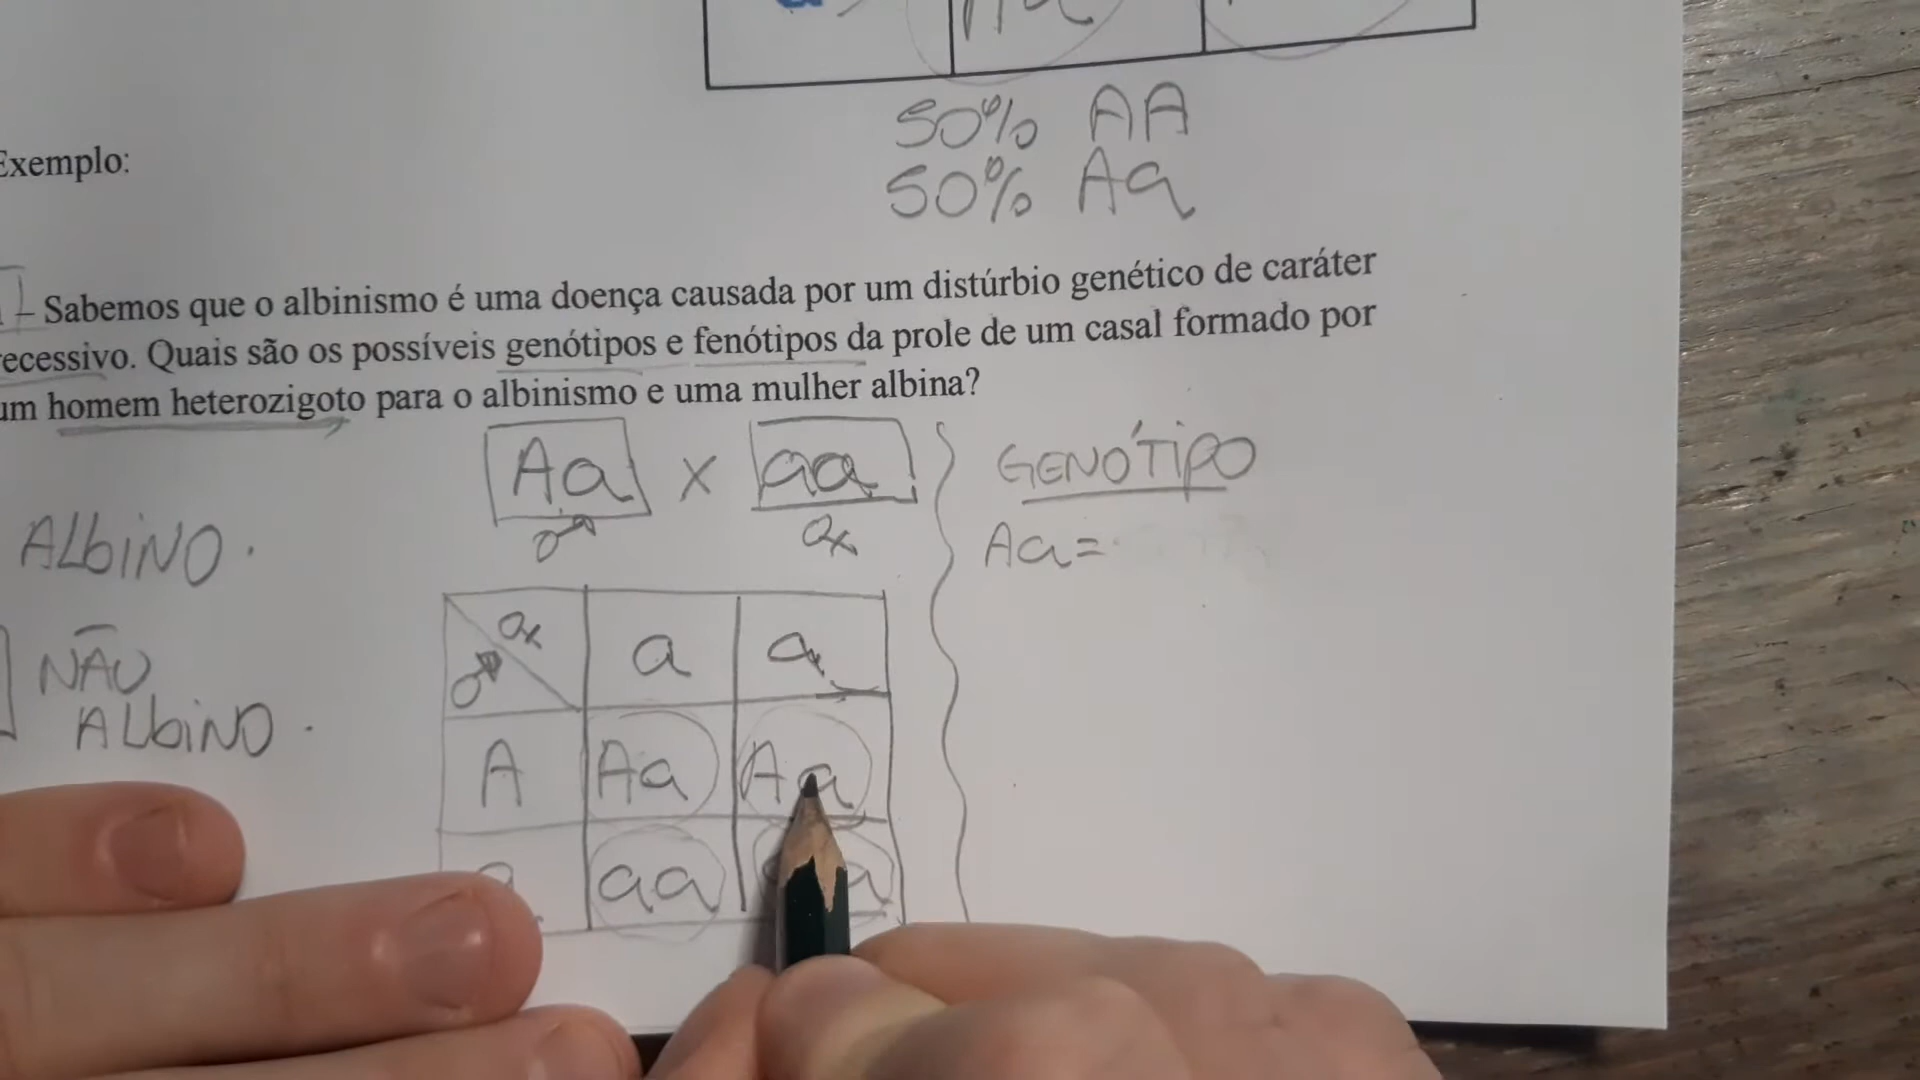 50% AA
50% Aa
Exemplo:
– Sabemos que o albinismo é uma doença causada por um distúrbio genético de caráter
ecessivo. Quais são os possíveis genótipos e fenótipos da prole de um casal formado por
um homem heterozigoto para o albinismo e uma mulher albina?
Aa x aa
GENÓTIPO
Aa=
ALbiNO.
NÃO
ALbiNO.
a a
A Aa Aa
aa